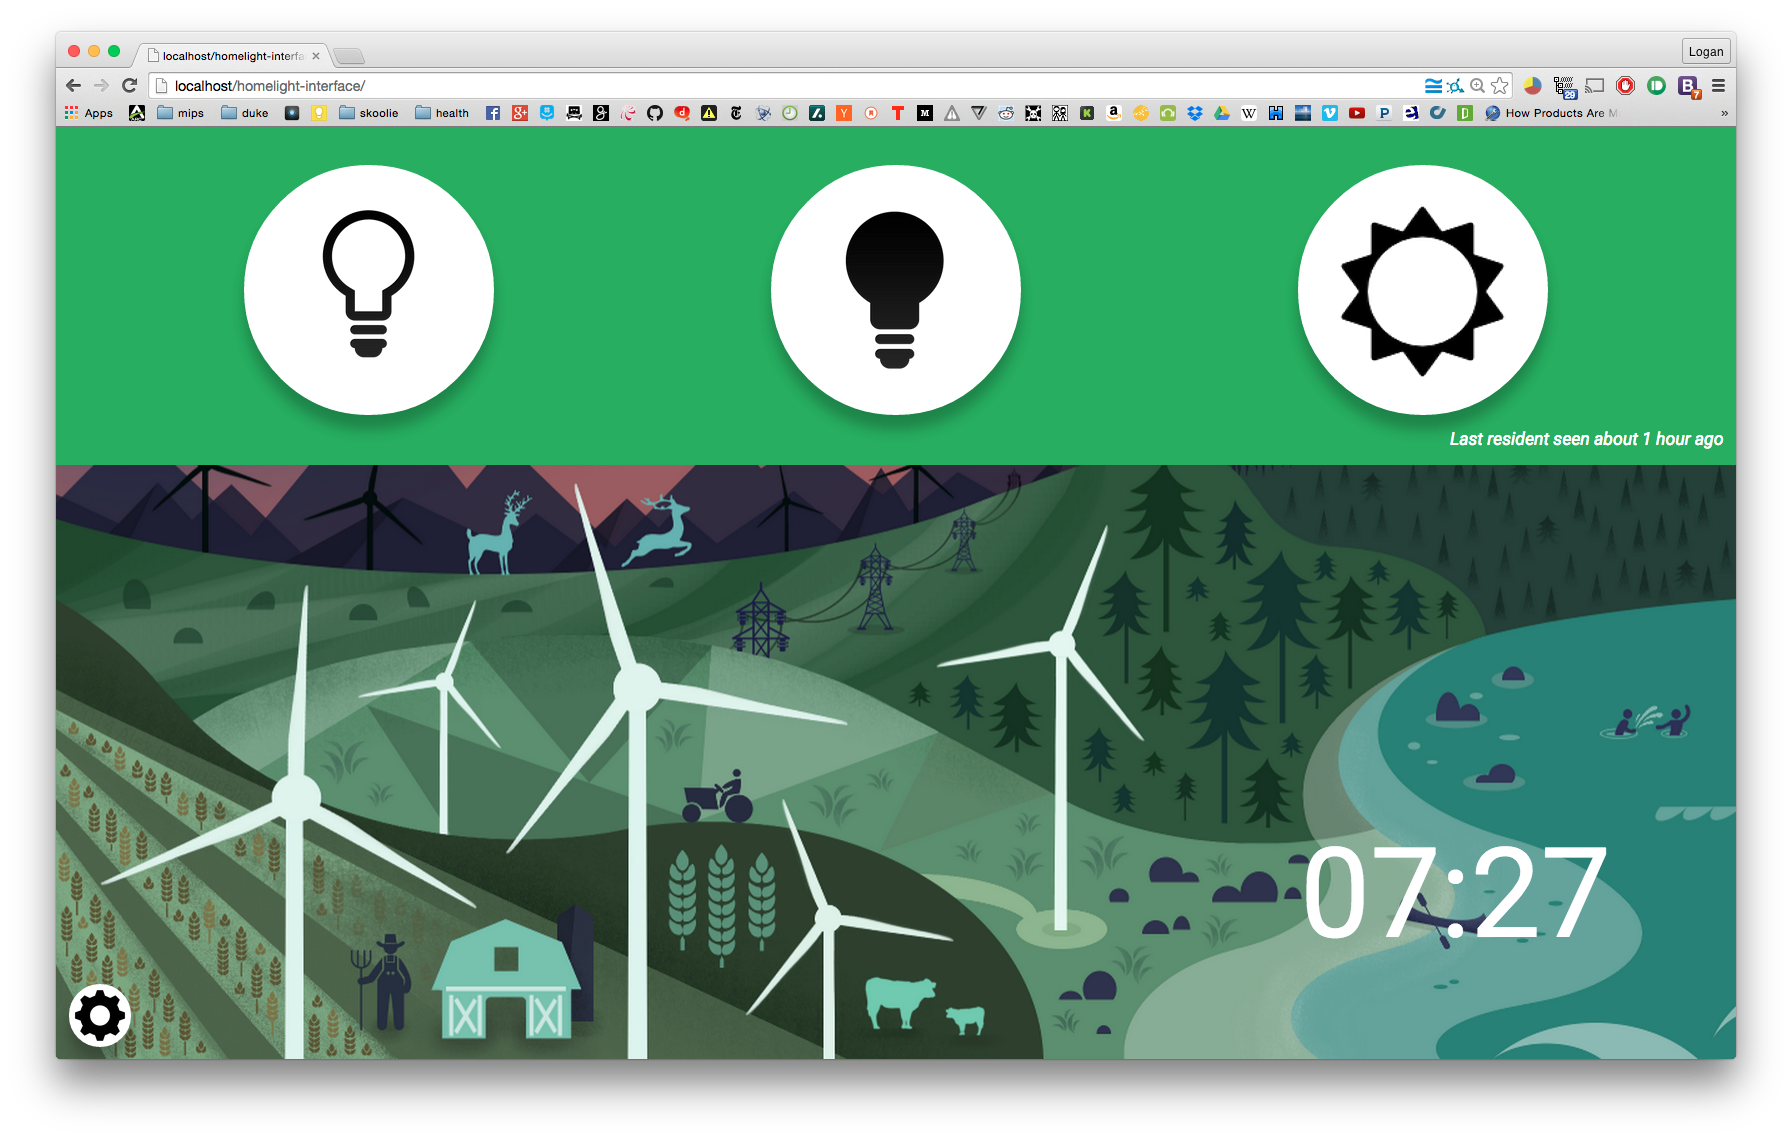 localhost/homelight-interfa
Logan
localhost/homelight-interface/
Apps mips duke skoolie health How Products Are M »
Last resident seen about 1 hour ago
07:27